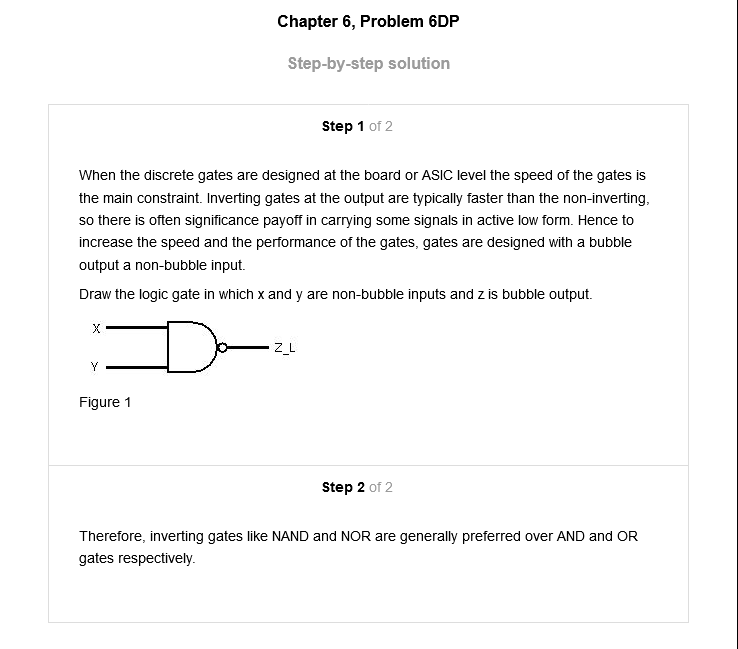 Chapter 6, Problem 6DP
Step-by-step solution
Step 1 of 2
When the discrete gates are designed at the board or ASIC level the speed of the gates is
the main constraint. Inverting gates at the output are typically faster than the non-inverting,
so there is often significance payoff in carrying some signals in active low form. Hence to
increase the speed and the performance of the gates, gates are designed with a bubble
output a non-bubble input.
Draw the logic gate in which x and y are non-bubble inputs and z is bubble output.
X
Z_L
Y
Figure 1
Step 2 of 2
Therefore, inverting gates like NAND and NOR are generally preferred over AND and OR
gates respectively.